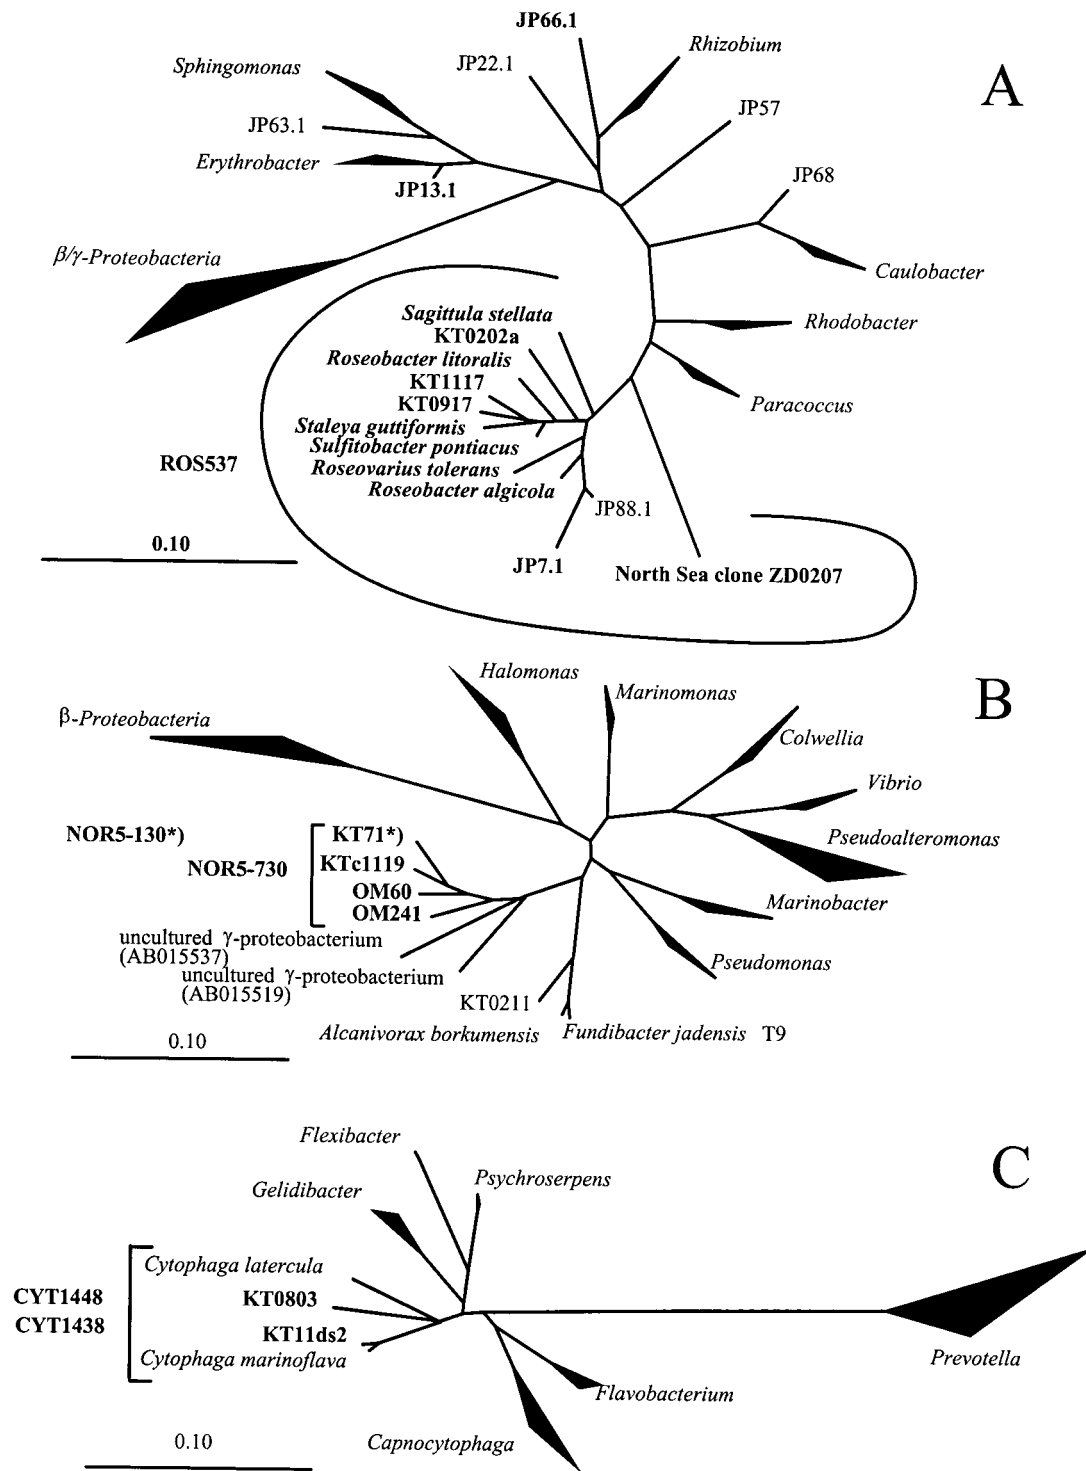 JP66.1
Rhizobium
A
JP22.1
Sphingomonas
JP57
JP63.1
Erythrobacter
JP68
JP13.1
β/γ-Proteobacteria
Caulobacter
Sagittula stellata
Rhodobacter
KT0202a
Roseobacter litoralis
KT1117
KT0917
Paracoccus
Staleya guttiformis
Sulfitobacter pontiacus
ROS537
Roseovarius tolerans
Roseobacter algicola
JP88.1
0.10
JP7.1
North Sea clone ZD0207
Halomonas
Marinomonas
B
β-Proteobacteria
Colwellia
Vibrio
NOR5-130*)
KT71*)
Pseudoalteromonas
NOR5-730
KTc1119
OM60
Marinobacter
OM241
uncultured γ-proteobacterium
(AB015537)
Pseudomonas
uncultured γ-proteobacterium
(AB015519)
KT0211
Alcanivorax borkumensis
Fundibacter jadensis T9
0.10
Flexibacter
C
Psychroserpens
Gelidibacter
Cytophaga latercula
CYT1448
KT0803
CYT1438
KT11ds2
Cytophaga marinoflava
Prevotella
Flavobacterium
0.10
Capnocytophaga